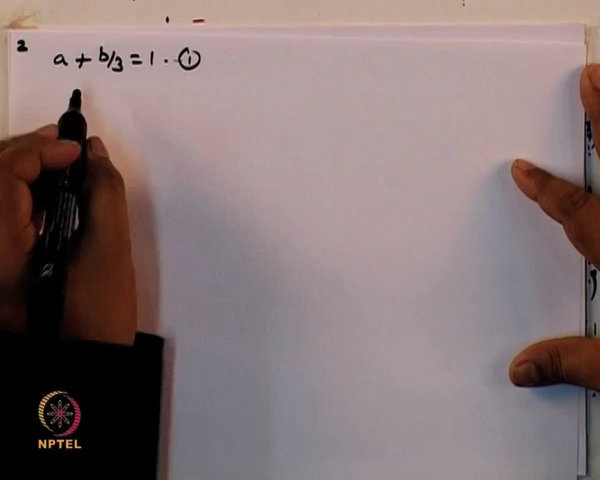 2
a + b/3 = 1 . ①
NPTEL